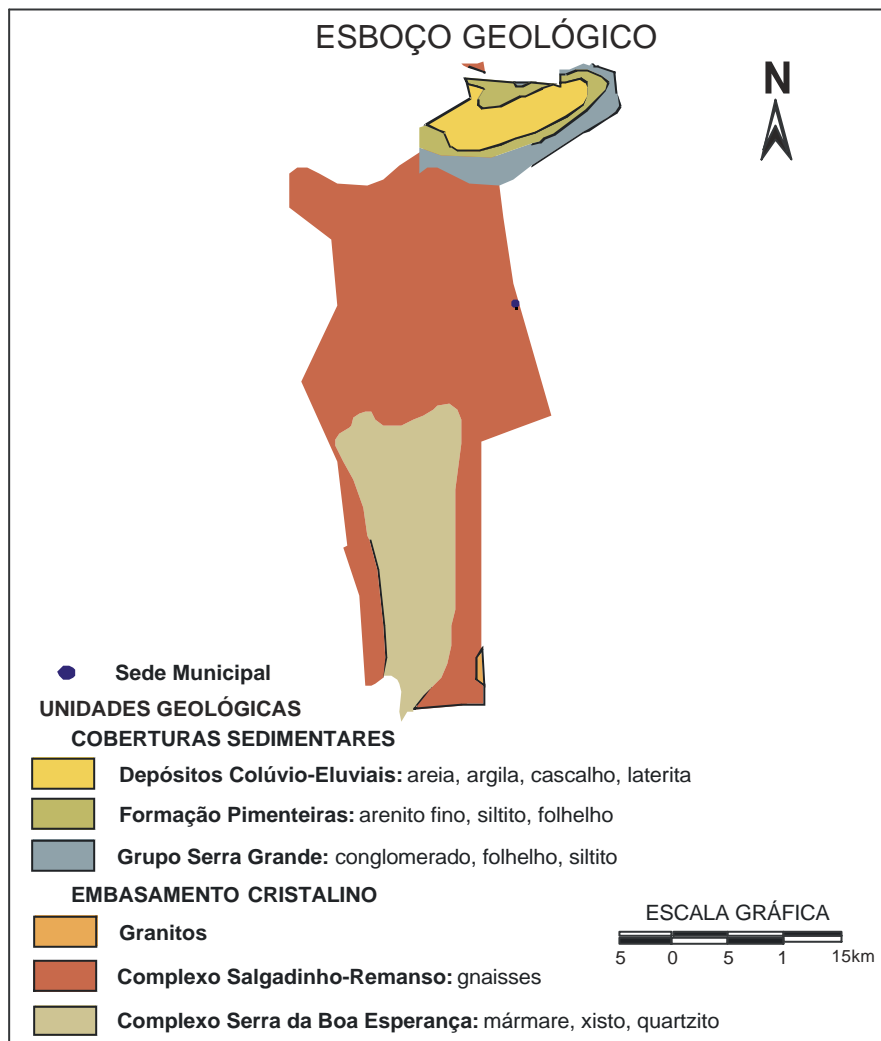 ESBOÇO GEOLÓGICO
N
Sede Municipal
UNIDADES GEOLÓGICAS
COBERTURAS SEDIMENTARES
Depósitos Colúvio-Eluviais: areia, argila, cascalho, laterita
Formação Pimenteiras: arenito fino, siltito, folhelho
Grupo Serra Grande: conglomerado, folhelho, siltito
EMBASAMENTO CRISTALINO
Granitos
Complexo Salgadinho-Remanso: gnaisses
Complexo Serra da Boa Esperança: mármare, xisto, quartzito
ESCALA GRÁFICA
5 0 5 1 15km